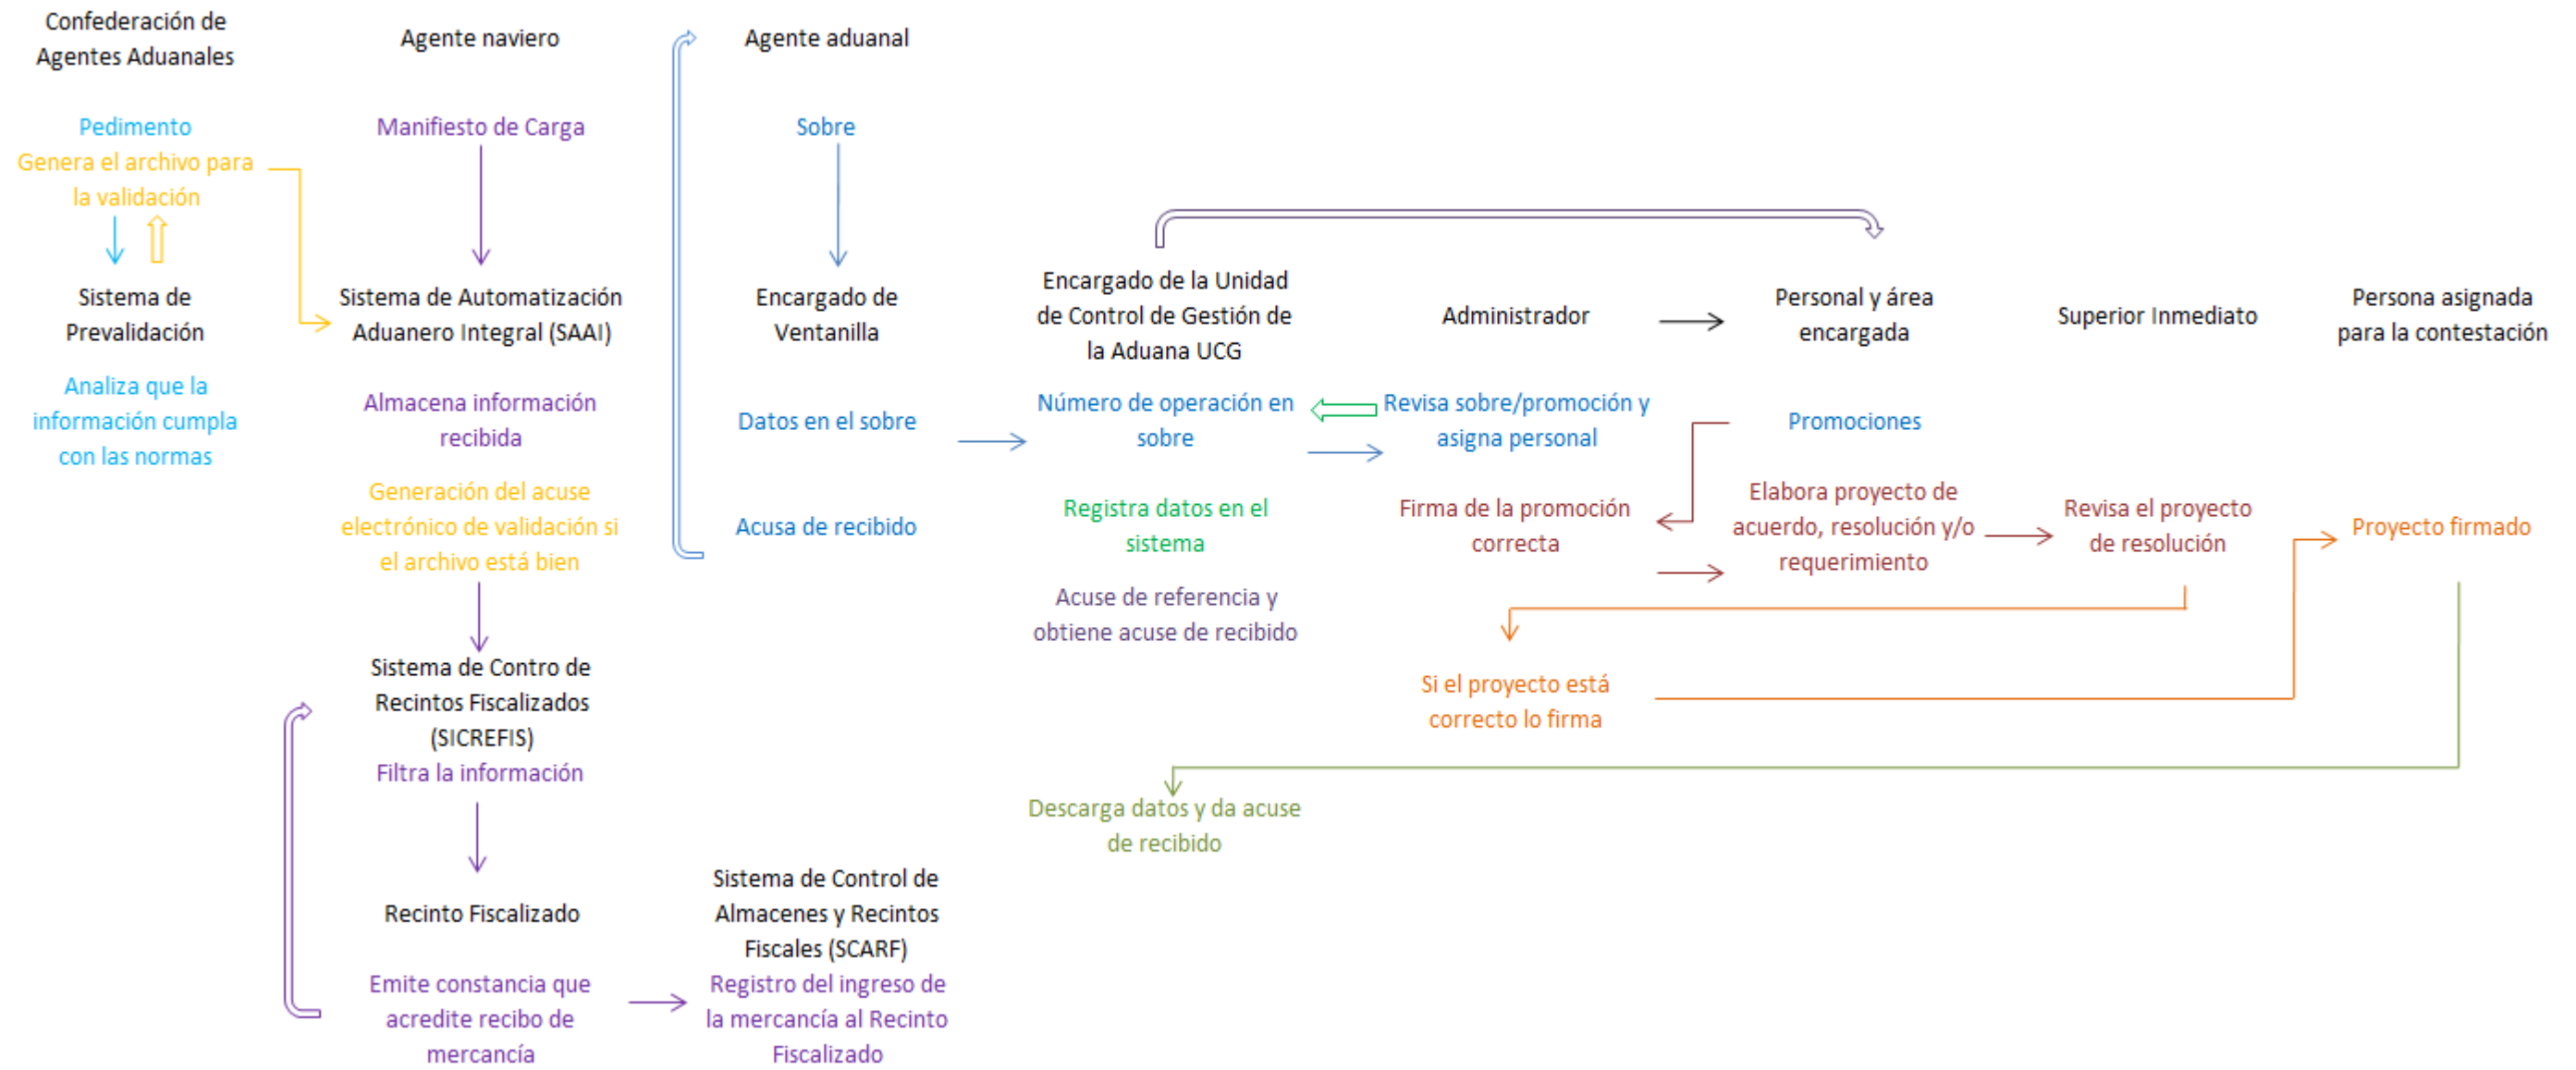 Confederación de
Agentes Aduanales
Pedimento
Genera el archivo para
la validación
Sistema de
Prevalidación
Analiza que la
información cumpla
con las normas
Agente naviero
Manifiesto de Carga
Sistema de Automatización
Aduanero Integral (SAAI)
Almacena información
recibida
Generación del acuse
electrónico de validación si
el archivo está bien
Sistema de Contro de
Recintos Fiscalizados
(SICREFIS)
Filtra la información
Recinto Fiscalizado
Emite constancia que
acredite recibo de
mercancía
Agente aduanal
Sobre
Encargado de
Ventanilla
Datos en el sobre
Acusa de recibido
Sistema de Control de
Almacenes y Recintos
Fiscales (SCARF)
Registro del ingreso de
la mercancía al Recinto
Fiscalizado
Encargado de la Unidad
de Control de Gestión de
la Aduana UCG
Número de operación en
sobre
Registra datos en el
sistema
Acuse de referencia y
obtiene acuse de recibido
Descarga datos y da acuse
de recibido
Administrador
Revisa sobre/promoción y
asigna personal
Firma de la promoción
correcta
Si el proyecto está
correcto lo firma
Personal y área
encargada
Promociones
Elabora proyecto de
acuerdo, resolución y/o
requerimiento
Superior Inmediato
Revisa el proyecto
de resolución
Persona asignada
para la contestación
Proyecto firmado